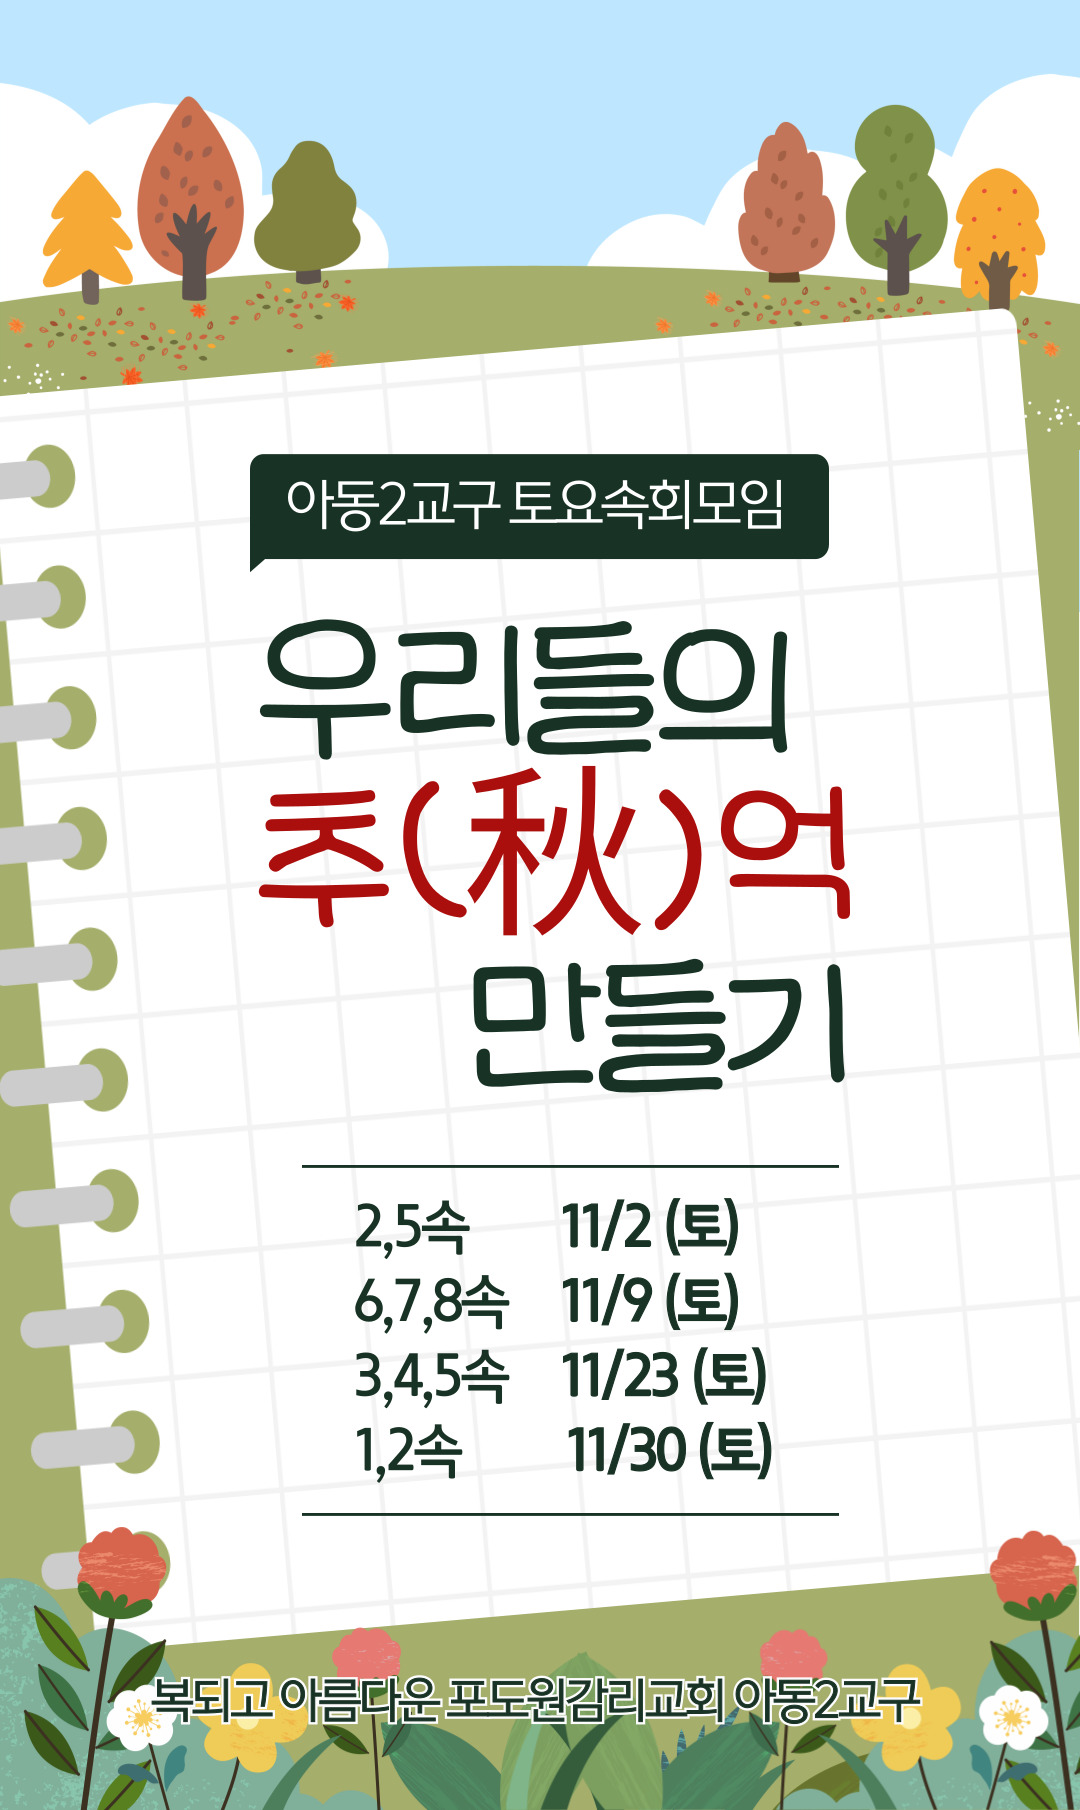 아동2교구 토요속회모임
우리들의
추(秋)억
만들기
2,5속 11/2 (토)
6,7,8속 11/9 (토)
3,4,5속 11/23 (토)
1,2속 11/30 (토)
복되고 아름다운 포도원감리교회 아동2교구